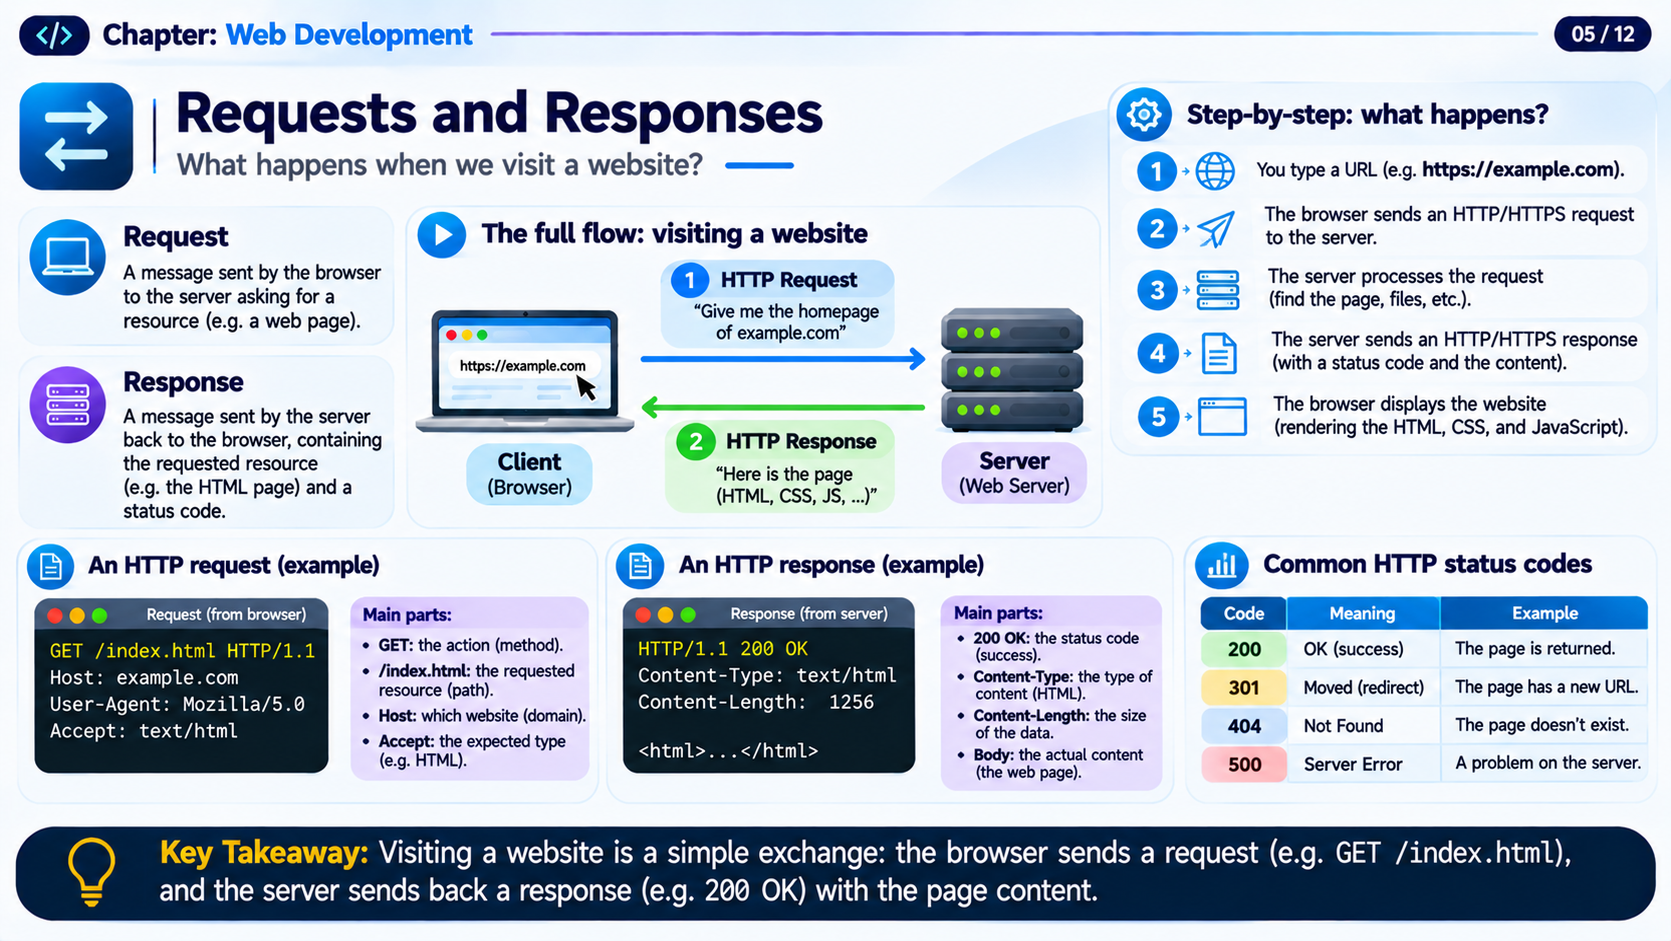 </> Chapter: Web Development
05 / 12
Requests and Responses
What happens when we visit a website?
Request
A message sent by the browser
to the server asking for a
resource (e.g. a web page).
Response
A message sent by the server
back to the browser, containing
the requested resource
(e.g. the HTML page) and a
status code.
The full flow: visiting a website
1 HTTP Request
“Give me the homepage
of example.com”
https://example.com
2 HTTP Response
“Here is the page
(HTML, CSS, JS, ...)”
Client
(Browser)
Server
(Web Server)
Step-by-step: what happens?
1 You type a URL (e.g. https://example.com).
2 The browser sends an HTTP/HTTPS request
to the server.
3 The server processes the request
(find the page, files, etc.).
4 The server sends an HTTP/HTTPS response
(with a status code and the content).
5 The browser displays the website
(rendering the HTML, CSS, and JavaScript).
An HTTP request (example)
Request (from browser)
GET /index.html HTTP/1.1
Host: example.com
User-Agent: Mozilla/5.0
Accept: text/html
Main parts:
• GET: the action (method).
• /index.html: the requested
resource (path).
• Host: which website (domain).
• Accept: the expected type
(e.g. HTML).
An HTTP response (example)
Response (from server)
HTTP/1.1 200 OK
Content-Type: text/html
Content-Length: 1256
<html>...</html>
Main parts:
• 200 OK: the status code
(success).
• Content-Type: the type of
content (HTML).
• Content-Length: the size
of the data.
• Body: the actual content
(the web page).
Common HTTP status codes
Code Meaning Example
200 OK (success) The page is returned.
301 Moved (redirect) The page has a new URL.
404 Not Found The page doesn’t exist.
500 Server Error A problem on the server.
Key Takeaway: Visiting a website is a simple exchange: the browser sends a request (e.g. GET /index.html),
and the server sends back a response (e.g. 200 OK) with the page content.